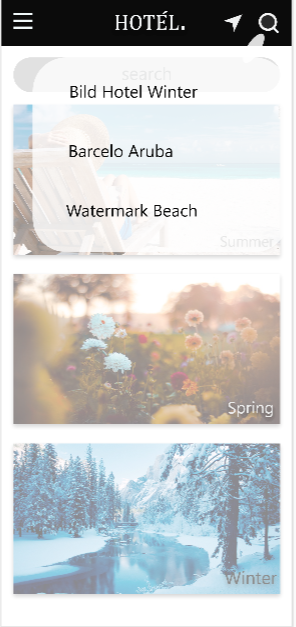 HOTÉL.
search
Bild Hotel Winter
Barcelo Aruba
Watermark Beach
Summer
Spring
Winter